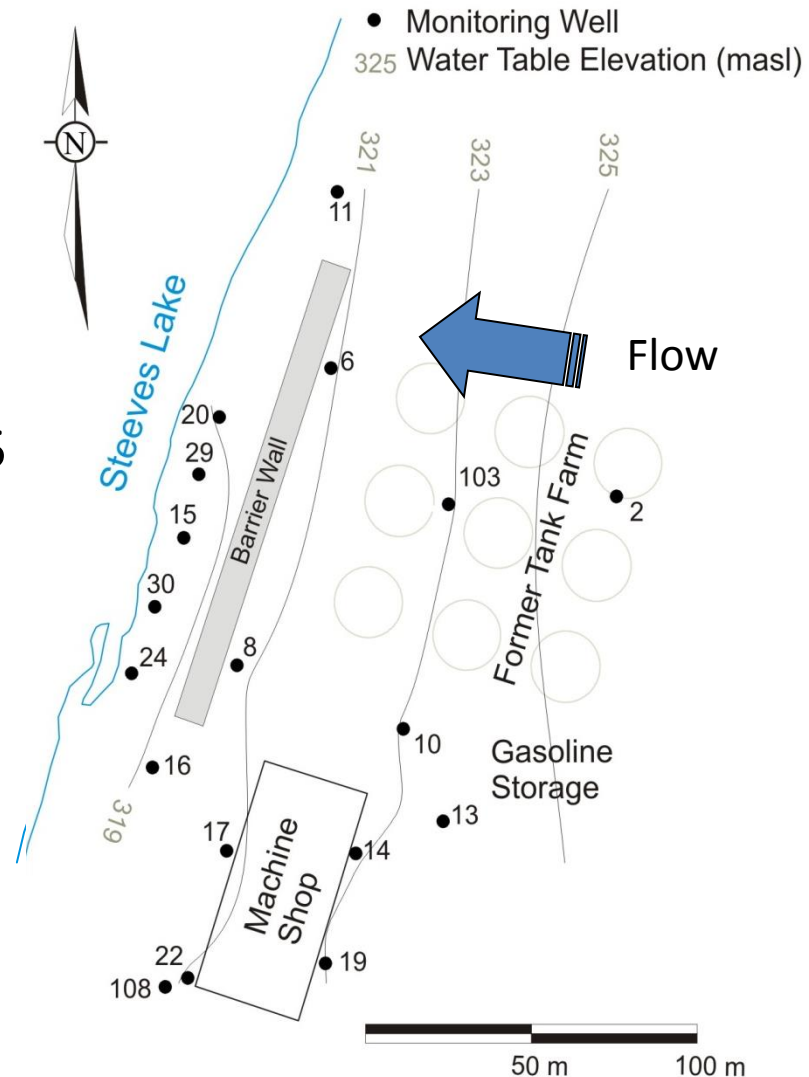 Monitoring Well
325 Water Table Elevation (masl)
N
321
323
325
11
Steeves Lake
6
Flow
20
5
29
Barrier Wall
103
2
15
Former Tank Farm
30
8
24
10
Gasoline
Storage
16
319
13
17
14
Machine
Shop
22
19
108
50 m
100 m